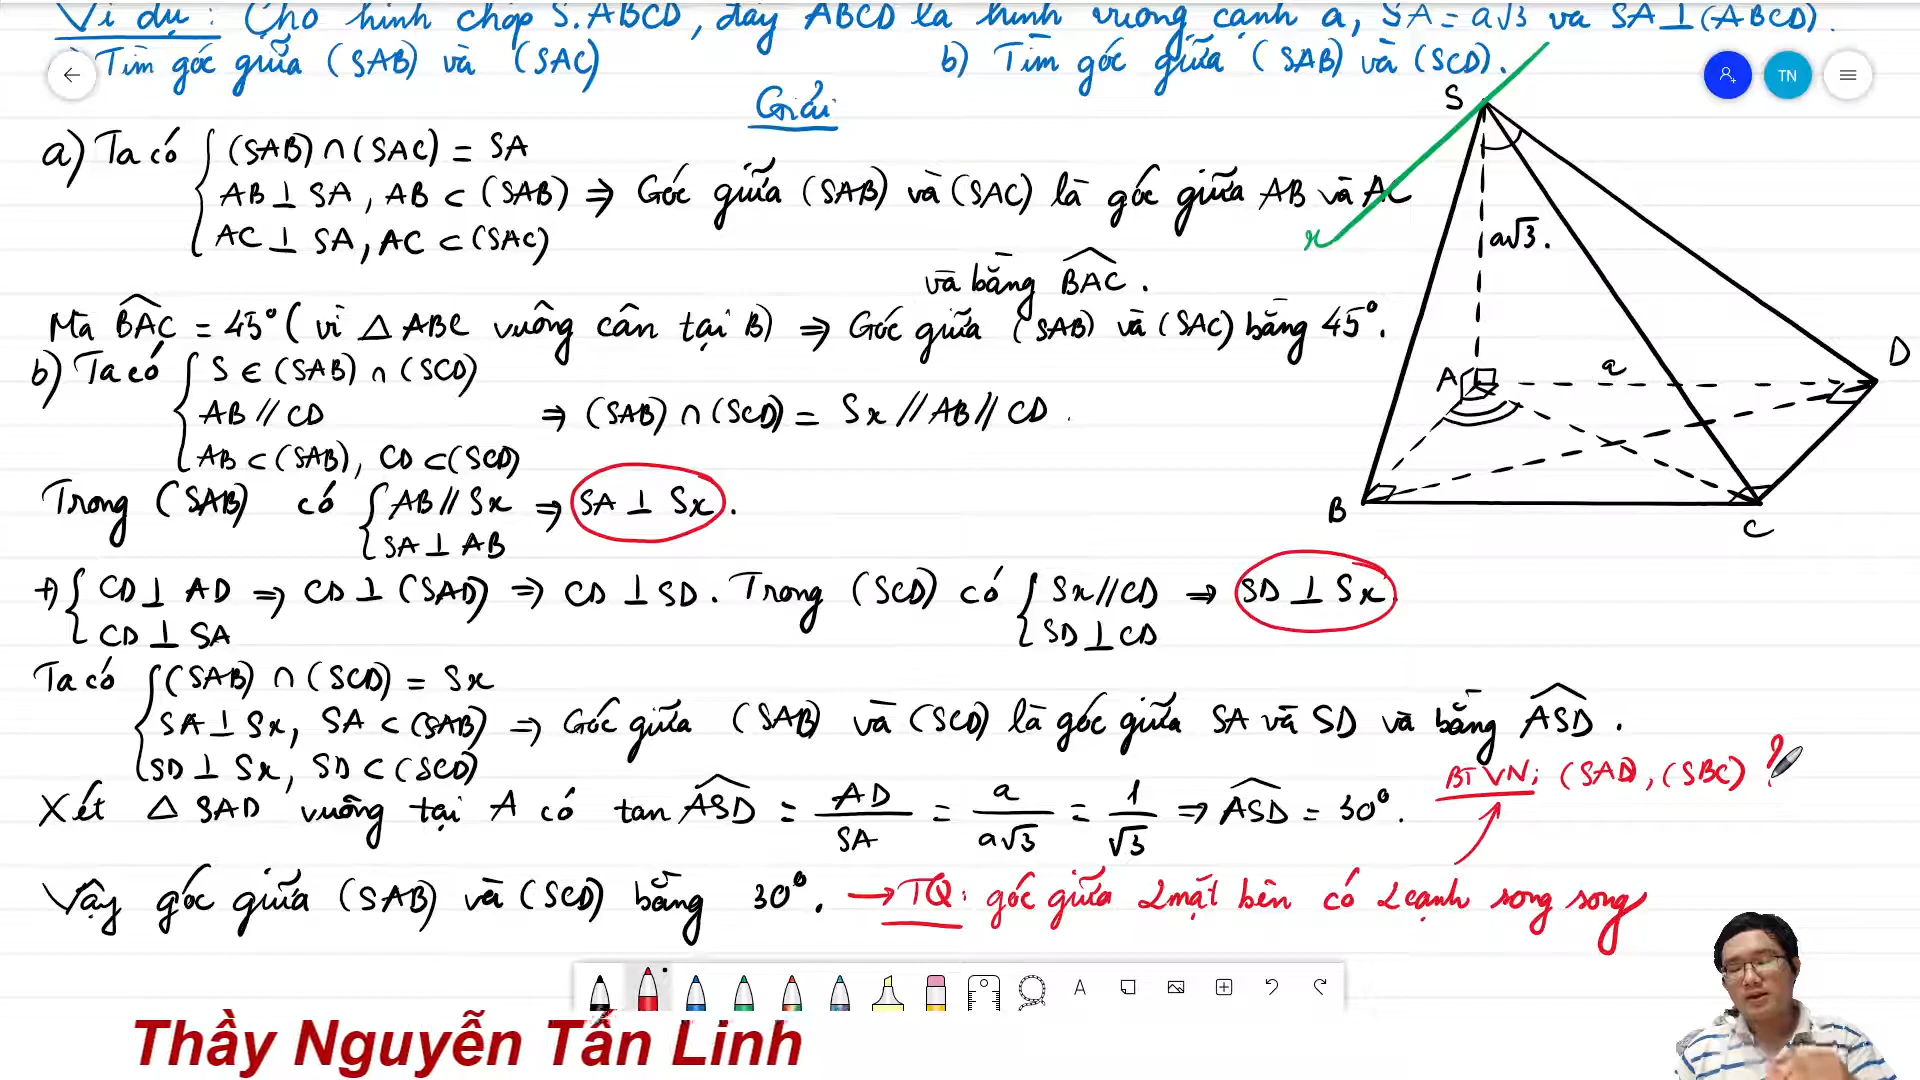 Ví dụ: Cho hình chóp S.ABCD, đáy ABCD là hình vuông cạnh a, SA = a√3 và SA ⊥ (ABCD).
Tìm góc giữa (SAB) và (SAC) b) Tìm góc giữa (SAB) và (SCD).
Giải
a) Ta có { (SAB) ∩ (SAC) = SA
AB ⊥ SA, AB ⊂ (SAB) ⇒ Góc giữa (SAB) và (SAC) là góc giữa AB và AC
AC ⊥ SA, AC ⊂ (SAC)
và bằng \widehat{BAC}.
Mà \widehat{BAC} = 45° (vì △ABC vuông cân tại B) ⇒ Góc giữa (SAB) và (SAC) bằng 45°.
b) Ta có { S ∈ (SAB) ∩ (SCD)
AB // CD ⇒ (SAB) ∩ (SCD) = Sx // AB // CD.
AB ⊂ (SAB), CD ⊂ (SCD)
Trong (SAB) có { AB // Sx ⇒ SA ⊥ Sx.
SA ⊥ AB
+) { CD ⊥ AD ⇒ CD ⊥ (SAD) ⇒ CD ⊥ SD. Trong (SCD) có { Sx // CD ⇒ SD ⊥ Sx.
CD ⊥ SA SD ⊥ CD
Ta có { (SAB) ∩ (SCD) = Sx
SA ⊥ Sx, SA ⊂ (SAB) ⇒ Góc giữa (SAB) và (SCD) là góc giữa SA và SD và bằng \widehat{ASD}.
SD ⊥ Sx, SD ⊂ (SCD)
BTVN: (SAD), (SBC) ?
Xét △ SAD vuông tại A có tan \widehat{ASD} = AD/SA = a/a√3 = 1/√3 ⇒ \widehat{ASD} = 30°.
Vậy góc giữa (SAB) và (SCD) bằng 30°. → TQ: góc giữa 2 mặt bên có 2 cạnh song song
S
x
a√3.
A
a
D
B
C
TN
A
Thầy Nguyễn Tấn Linh